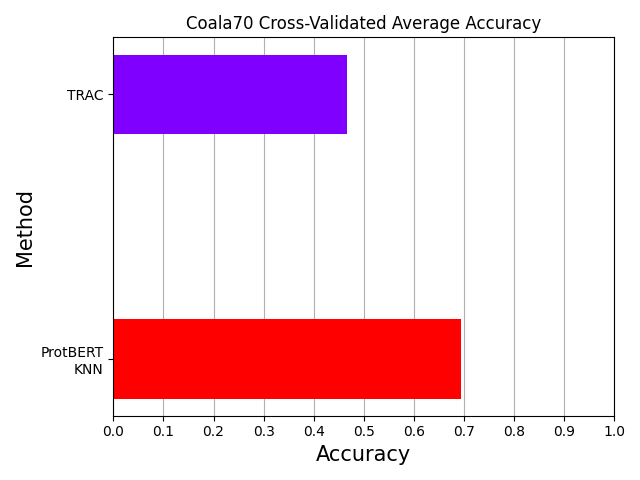 Coala70 Cross-Validated Average Accuracy
TRAC
Method
ProtBERT
KNN
0.0 0.1 0.2 0.3 0.4 0.5 0.6 0.7 0.8 0.9 1.0
Accuracy